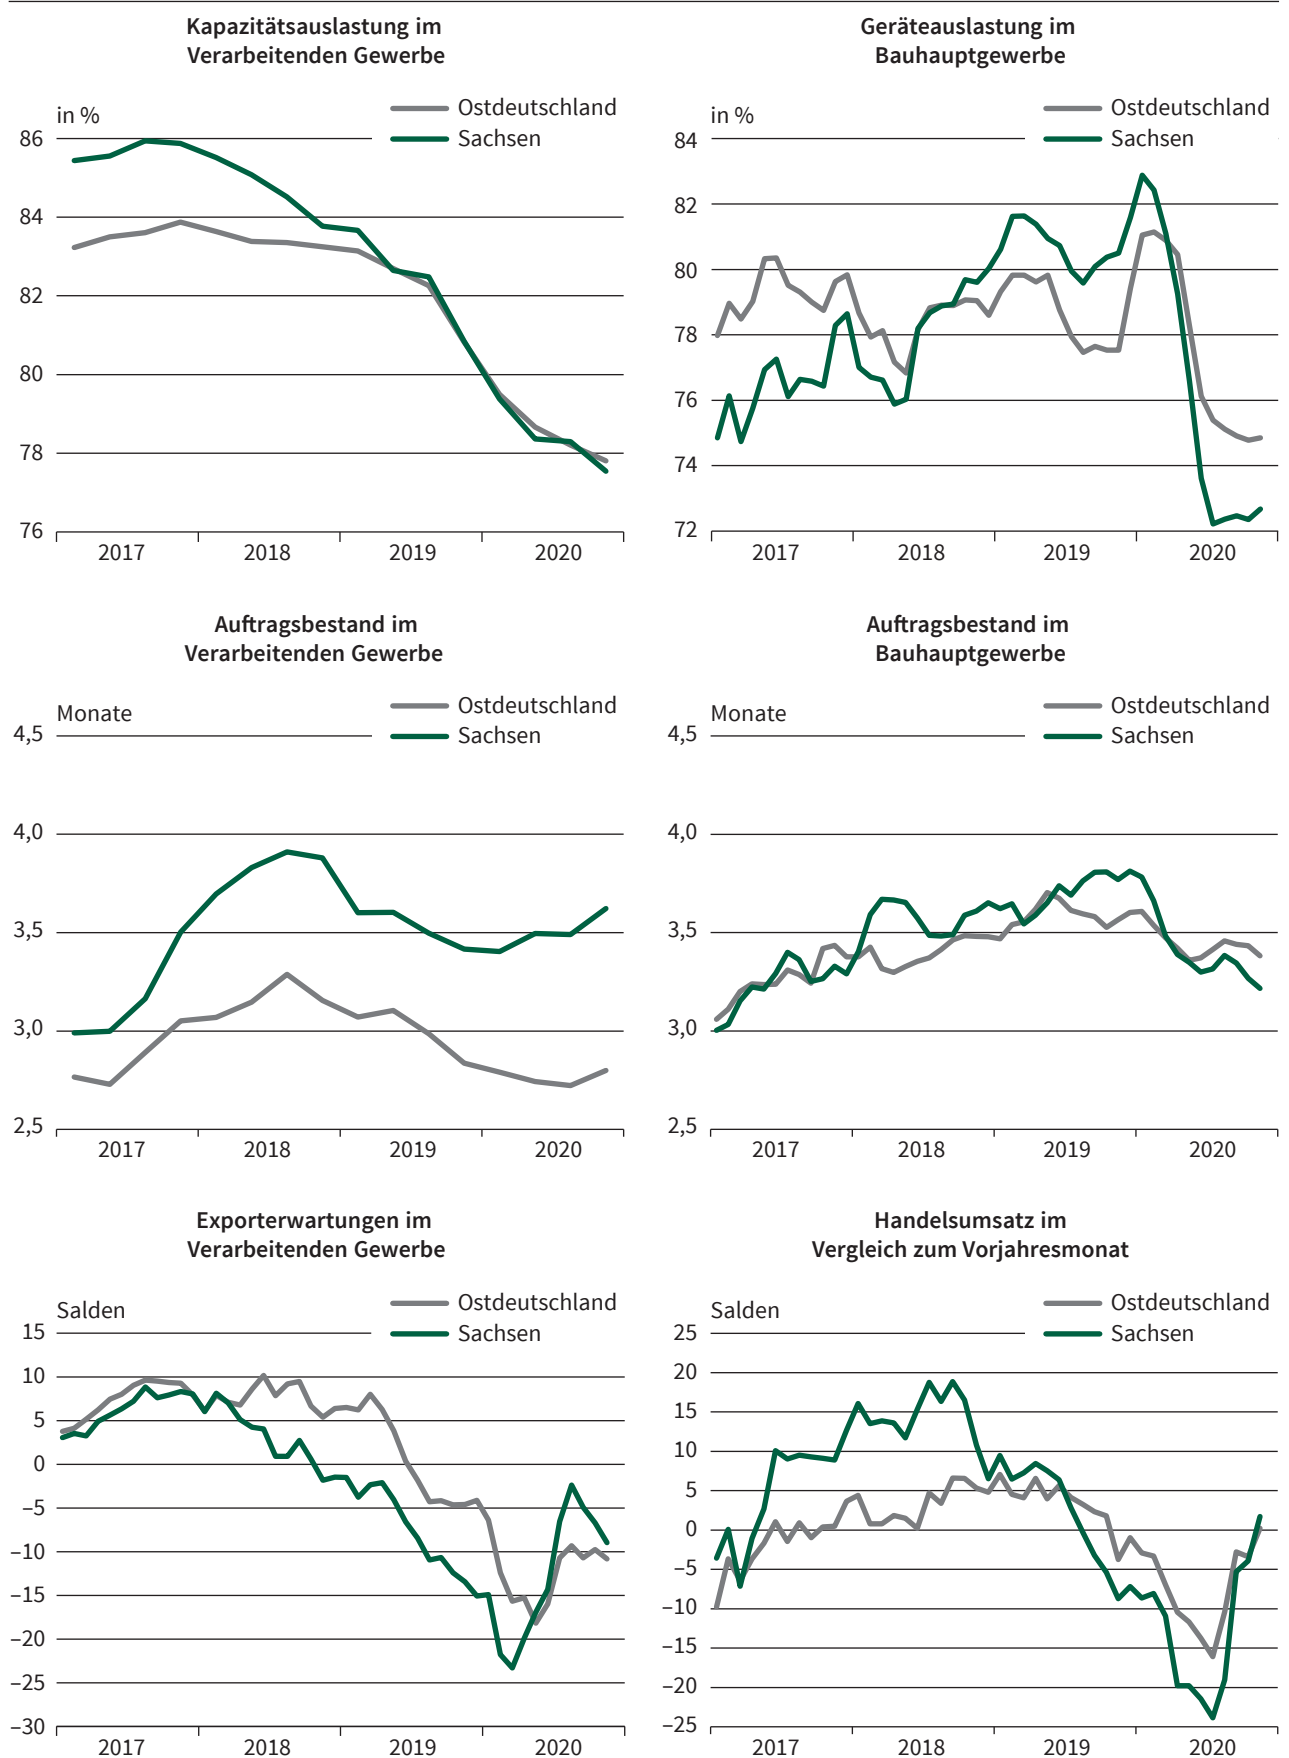 Kapazitätsauslastung im
Verarbeitenden Gewerbe
in %
Ostdeutschland
Sachsen
86
84
82
80
78
76
2017
2018
2019
2020
Geräteauslastung im
Bauhauptgewerbe
in %
Ostdeutschland
Sachsen
84
82
80
78
76
74
72
2017
2018
2019
2020
Auftragsbestand im
Verarbeitenden Gewerbe
Monate
Ostdeutschland
Sachsen
4,5
4,0
3,5
3,0
2,5
2017
2018
2019
2020
Auftragsbestand im
Bauhauptgewerbe
Monate
Ostdeutschland
Sachsen
4,5
4,0
3,5
3,0
2,5
2017
2018
2019
2020
Exporterwartungen im
Verarbeitenden Gewerbe
Salden
Ostdeutschland
Sachsen
15
10
5
0
–5
–10
–15
–20
–25
–30
2017
2018
2019
2020
Handelsumsatz im
Vergleich zum Vorjahresmonat
Salden
Ostdeutschland
Sachsen
25
20
15
10
5
0
–5
–10
–15
–20
–25
2017
2018
2019
2020